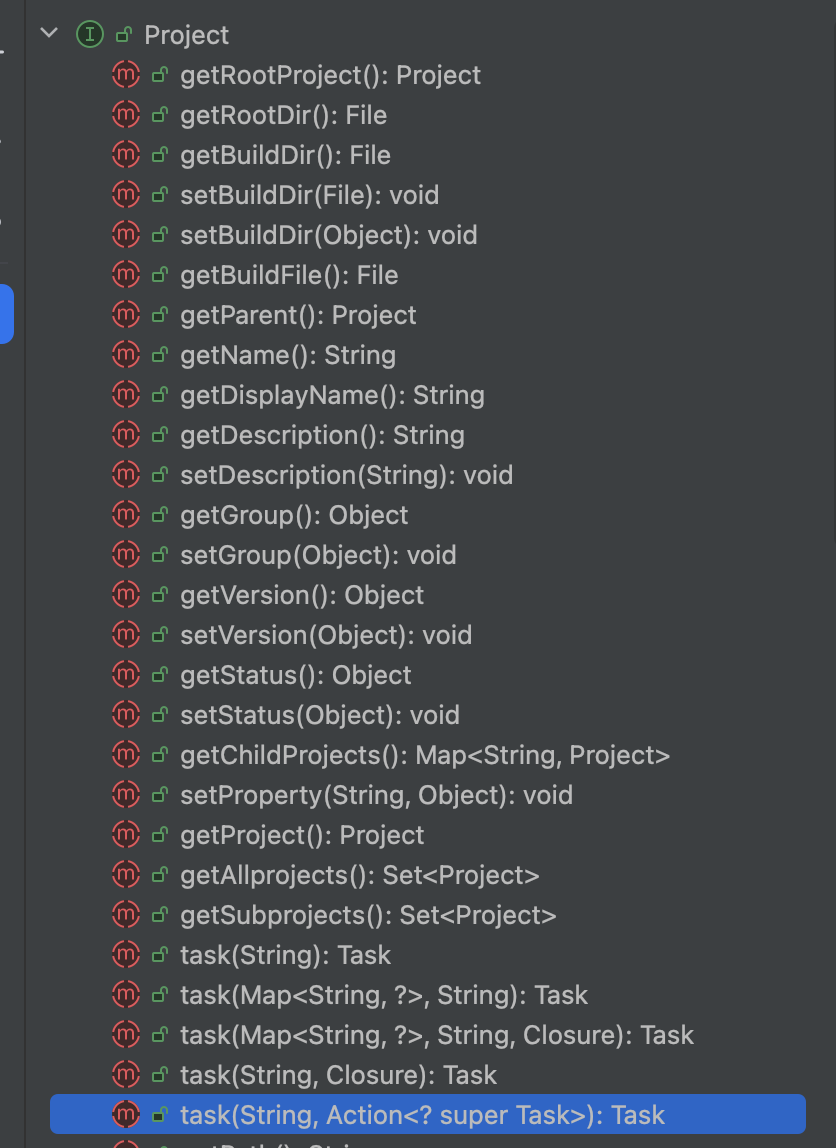 Project
getRootProject(): Project
getRootDir(): File
getBuildDir(): File
setBuildDir(File): void
setBuildDir(Object): void
getBuildFile(): File
getParent(): Project
getName(): String
getDisplayName(): String
getDescription(): String
setDescription(String): void
getGroup(): Object
setGroup(Object): void
getVersion(): Object
setVersion(Object): void
getStatus(): Object
setStatus(Object): void
getChildProjects(): Map<String, Project>
setProperty(String, Object): void
getProject(): Project
getAllprojects(): Set<Project>
getSubprojects(): Set<Project>
task(String): Task
task(Map<String, ?>, String): Task
task(Map<String, ?>, String, Closure): Task
task(String, Closure): Task
task(String, Action<? super Task>): Task